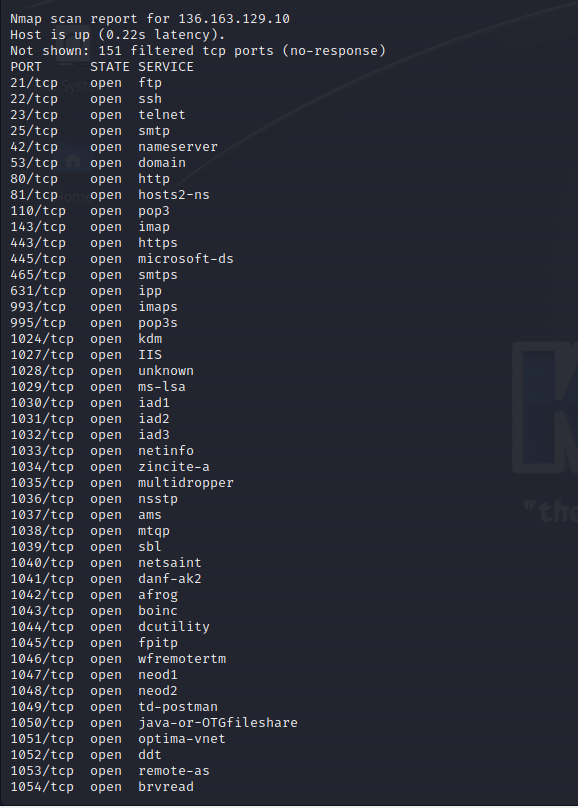 Nmap scan report for 136.163.129.10
Host is up (0.22s latency).
Not shown: 151 filtered tcp ports (no-response)
PORT STATE SERVICE
21/tcp open ftp
22/tcp open ssh
23/tcp open telnet
25/tcp open smtp
42/tcp open nameserver
53/tcp open domain
80/tcp open http
81/tcp open hosts2-ns
110/tcp open pop3
143/tcp open imap
443/tcp open https
445/tcp open microsoft-ds
465/tcp open smtps
631/tcp open ipp
993/tcp open imaps
995/tcp open pop3s
1024/tcp open kdm
1027/tcp open IIS
1028/tcp open unknown
1029/tcp open ms-lsa
1030/tcp open iad1
1031/tcp open iad2
1032/tcp open iad3
1033/tcp open netinfo
1034/tcp open zincite-a
1035/tcp open multidropper
1036/tcp open nsstp
1037/tcp open ams
1038/tcp open mtqp
1039/tcp open sbl
1040/tcp open netsaint
1041/tcp open danf-ak2
1042/tcp open afrog
1043/tcp open boinc
1044/tcp open dcutility
1045/tcp open fpitp
1046/tcp open wfremotertm
1047/tcp open neod1
1048/tcp open neod2
1049/tcp open td-postman
1050/tcp open java-or-OTGfileshare
1051/tcp open optima-vnet
1052/tcp open ddt
1053/tcp open remote-as
1054/tcp open brvread
"the